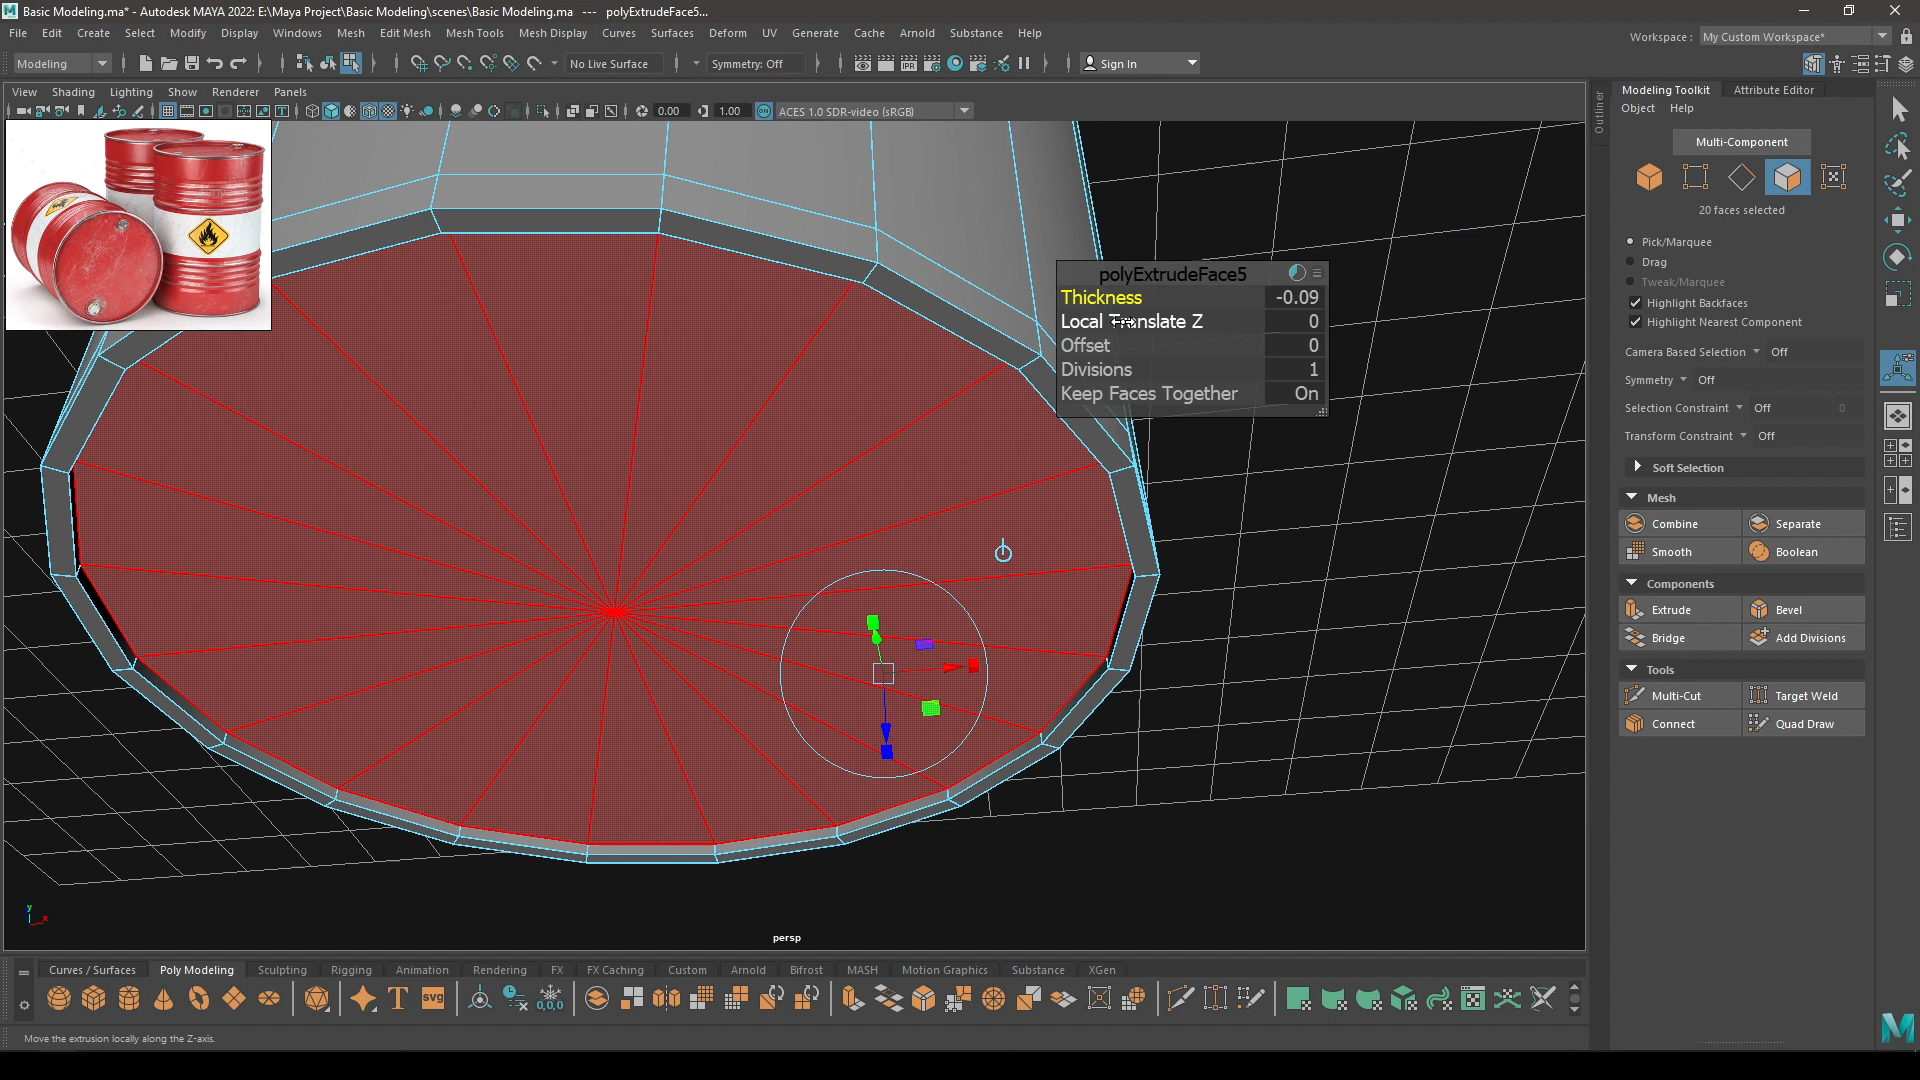 Basic Modeling.ma* - Autodesk MAYA 2022: E:\Maya Project\Basic Modeling\scenes\Basic Modeling.ma --- polyExtrudeFace5...
File Edit Create Select Modify Display Windows Mesh Edit Mesh Mesh Tools Mesh Display Curves Surfaces Deform UV Generate Cache Arnold Substance Help
Workspace : My Custom Workspace*
Modeling No Live Surface Symmetry: Off Sign In
View Shading Lighting Show Renderer Panels
0.00 1.00 ON ACES 1.0 SDR-video (sRGB)
Outliner
Modeling Toolkit Attribute Editor
Object Help
Multi-Component
20 faces selected
Pick/Marquee
Drag
Tweak/Marquee
Highlight Backfaces
Highlight Nearest Component
Camera Based Selection Off
Symmetry Off
Selection Constraint Off 0
Transform Constraint Off
Soft Selection
Mesh
Combine Separate
Smooth Boolean
Components
Extrude Bevel
Bridge Add Divisions
Tools
Multi-Cut Target Weld
Connect Quad Draw
polyExtrudeFace5
Thickness -0.09
Local Translate Z 0
Offset 0
Divisions 1
Keep Faces Together On
y
x
persp
Curves / Surfaces Poly Modeling Sculpting Rigging Animation Rendering FX FX Caching Custom Arnold Bifrost MASH Motion Graphics Substance XGen
T svg 0,0,0
Move the extrusion locally along the Z-axis.